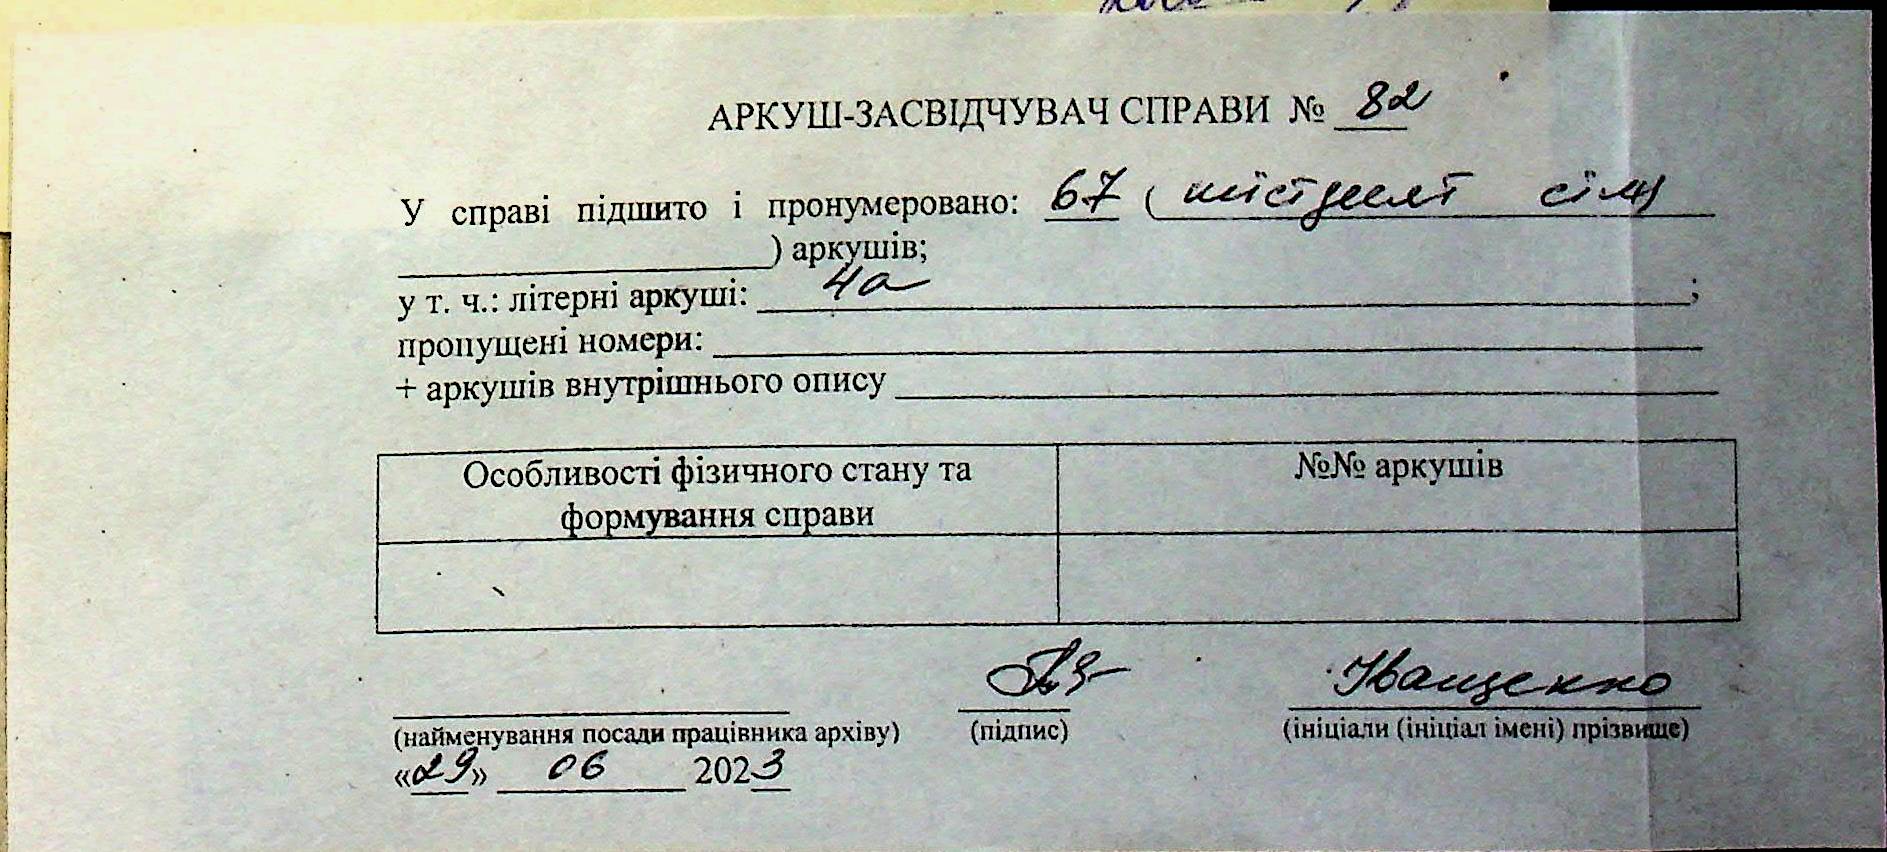 АРКУШ-ЗАСВІДЧУВАЧ СПРАВИ № 82
У справі підшито і пронумеровано: 67 ( шістдесят сім
) аркушів;
у т. ч.: літерні аркуші: 4а ;
пропущені номери:
+ аркушів внутрішнього опису
Особливості фізичного стану та
формування справи
№№ аркушів
Іващенко
(найменування посади працівника архіву) (підпис) (ініціали (ініціал імені) прізвище)
«29» 06 2023